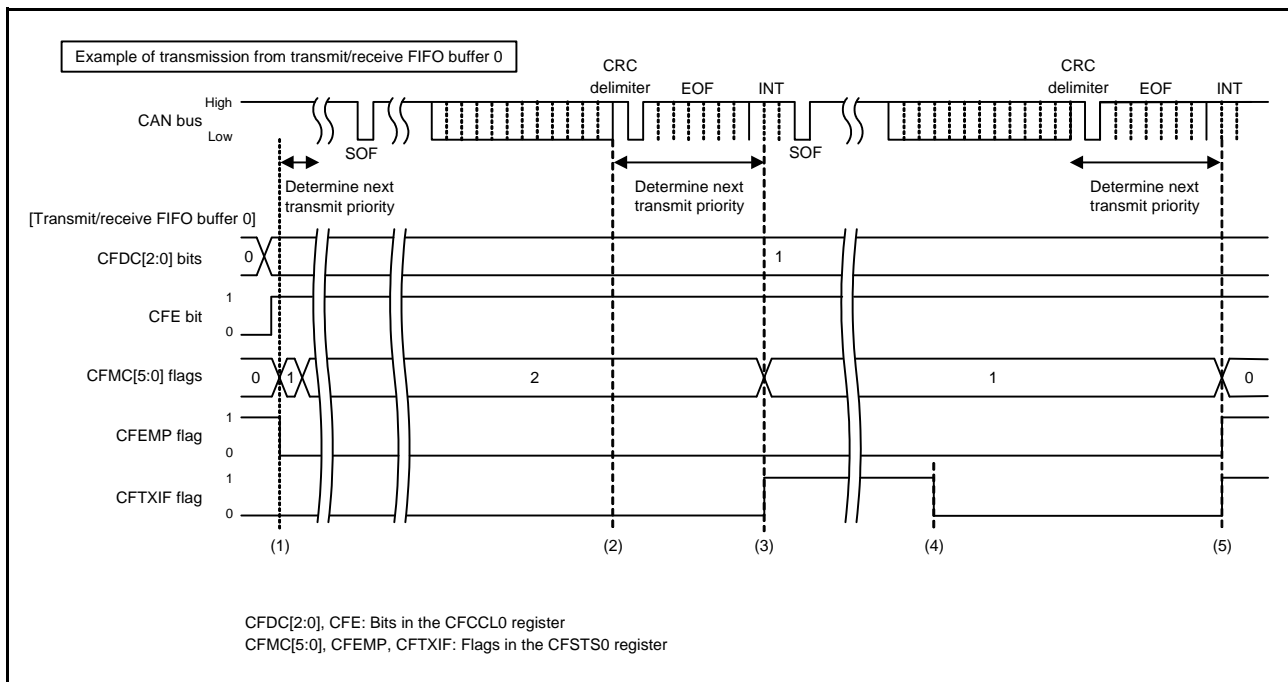 Example of transmission from transmit/receive FIFO buffer 0
CRC
delimiter
EOF
INT
CRC
delimiter
EOF
INT
High
CAN bus
Low
SOF
SOF
Determine next
transmit priority
Determine next
transmit priority
Determine next
transmit priority
[Transmit/receive FIFO buffer 0]
CFDC[2:0] bits
0
1
CFE bit
1
0
CFMC[5:0] flags
0
1
2
1
0
CFEMP flag
1
0
CFTXIF flag
1
0
(1)
(2)
(3)
(4)
(5)
CFDC[2:0], CFE: Bits in the CFCCL0 register
CFMC[5:0], CFEMP, CFTXIF: Flags in the CFSTS0 register